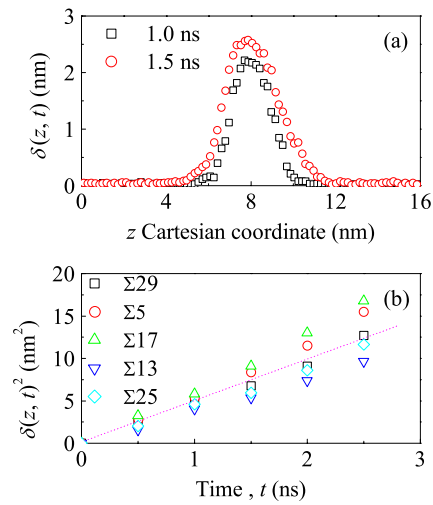 3
(a)
1.0 ns
1.5 ns
2
1
0
δ(z, t) (nm)
0 4 8 12 16
z Cartesian coordinate (nm)
20
(b)
Σ29
Σ5
Σ17
Σ13
Σ25
15
10
5
0
δ(z, t)² (nm²)
0 1 2 3
Time , t (ns)